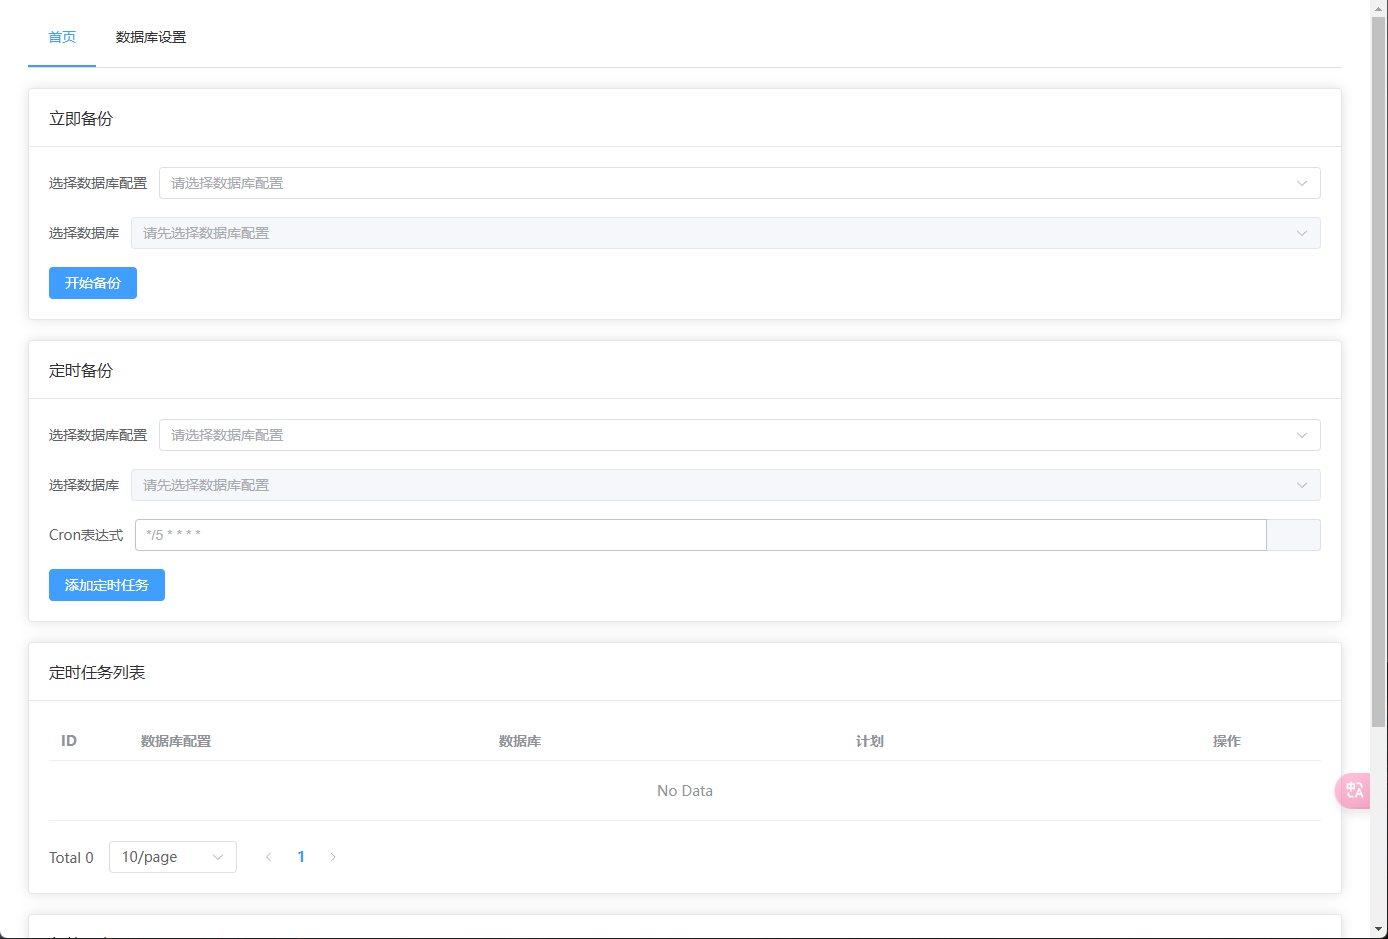 首页 数据库设置
立即备份
选择数据库配置 请选择数据库配置
选择数据库 请先选择数据库配置
开始备份
定时备份
选择数据库配置 请选择数据库配置
选择数据库 请先选择数据库配置
Cron表达式 */5 * * * *
添加定时任务
定时任务列表
ID 数据库配置 数据库 计划 操作
No Data
Total 0 10/page 1